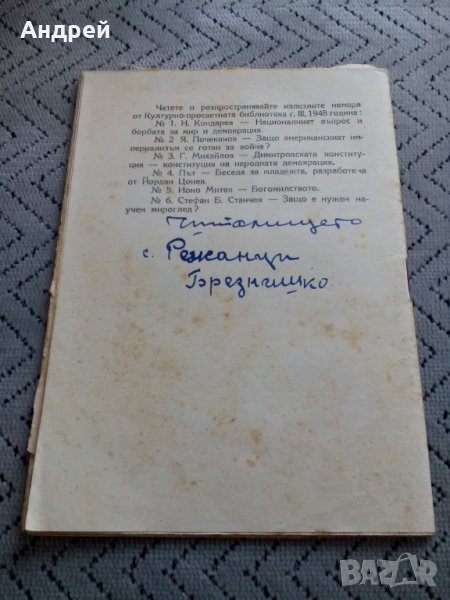 Андрей
Четете и разпространявайте излезлите номера
от Културно-просветната библиотека г. III, 1948 година:
№ 1. Н. Кондарев — Националният въпрос и
борбата за мир и демокрация.
№ 2 Я. Почеканов — Защо американският им-
периализъм се готви за война?
№ 3. Г. Михайлов — Димитровската конститу-
ция — конституция на народната демокрация.
№ 4. Път — Беседа за младежта, разработена
от Йордан Цонев.
№ 5. Ионо Митев — Богомилството.
№ 6. Стефан Б. Станчев — Защо е нужен на-
учен мироглед?
Читалището
с. Режанци
Брезнишко
BAZAR